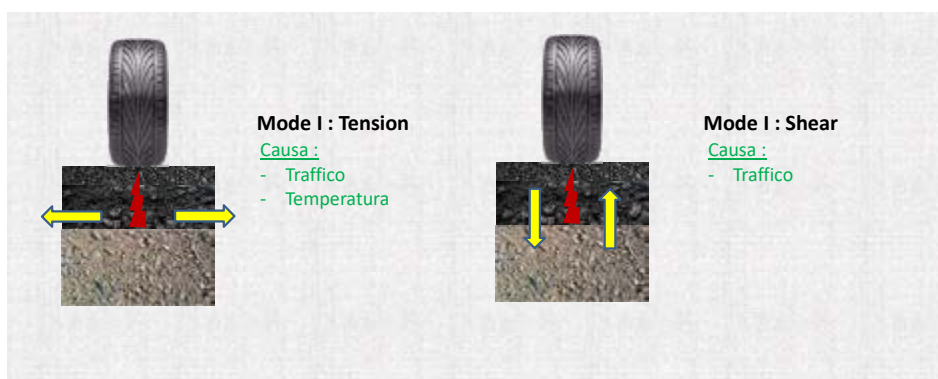 Mode I : Tension
Causa :
- Traffico
- Temperatura
Mode I : Shear
Causa :
- Traffico